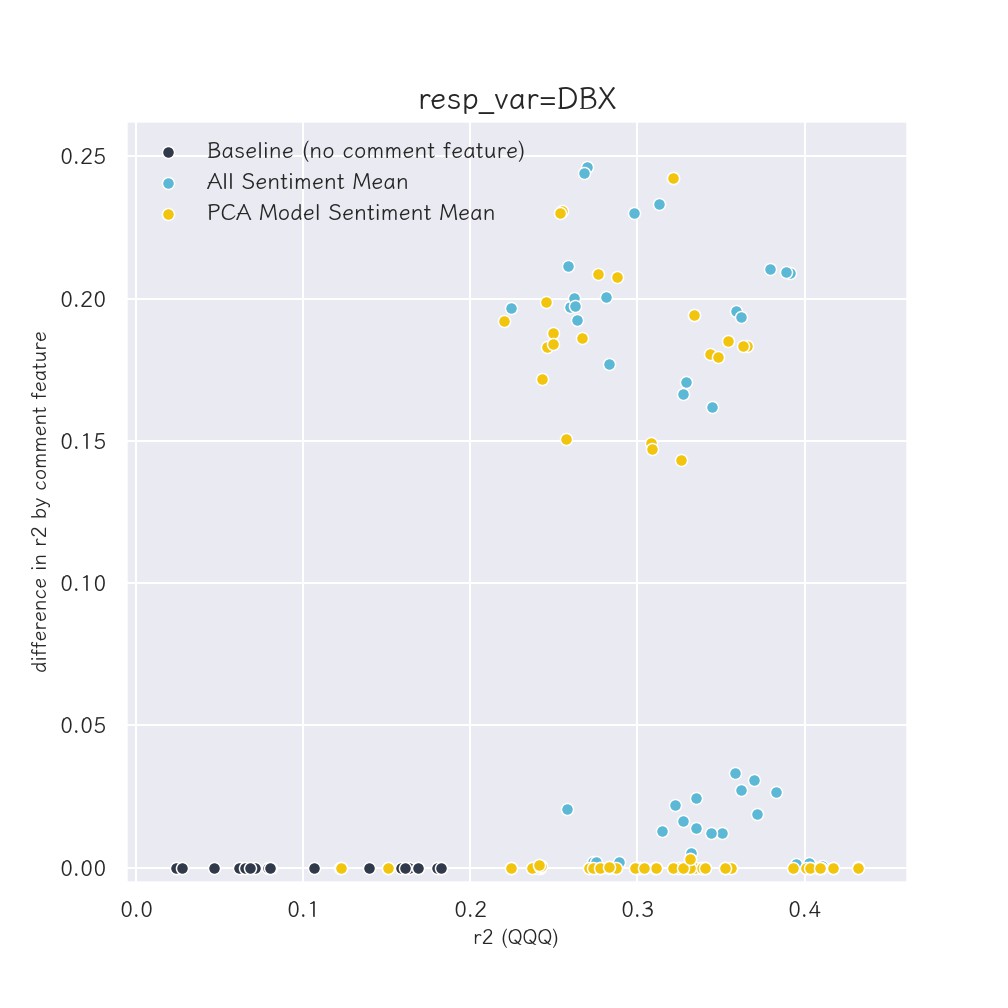 resp_var=DBX
Baseline (no comment feature)
All Sentiment Mean
PCA Model Sentiment Mean
difference in r2 by comment feature
0.25
0.20
0.15
0.10
0.05
0.00
0.0 0.1 0.2 0.3 0.4
r2 (QQQ)